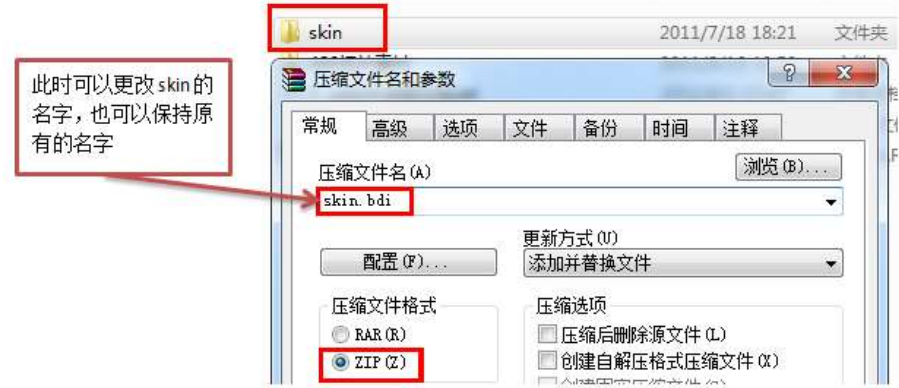 skin 2011/7/18 18:21 文件夹
此时可以更改skin的
名字，也可以保持原
有的名字
压缩文件名和参数
常规 高级 选项 文件 备份 时间 注释
压缩文件名(A) 浏览(B)...
skin.bdi
更新方式(U)
配置(F)... 添加并替换文件
压缩文件格式 压缩选项
RAR(R) 压缩后删除源文件(L)
ZIP(Z) 创建自解压格式压缩文件(X)